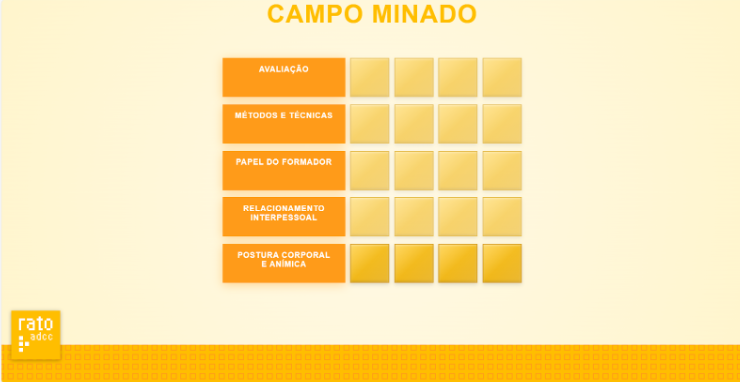 CAMPO MINADO
AVALIAÇÃO
MÉTODOS E TÉCNICAS
PAPEL DO FORMADOR
RELACIONAMENTO
INTERPESSOAL
POSTURA CORPORAL
E ANÍMICA
rato
adcc